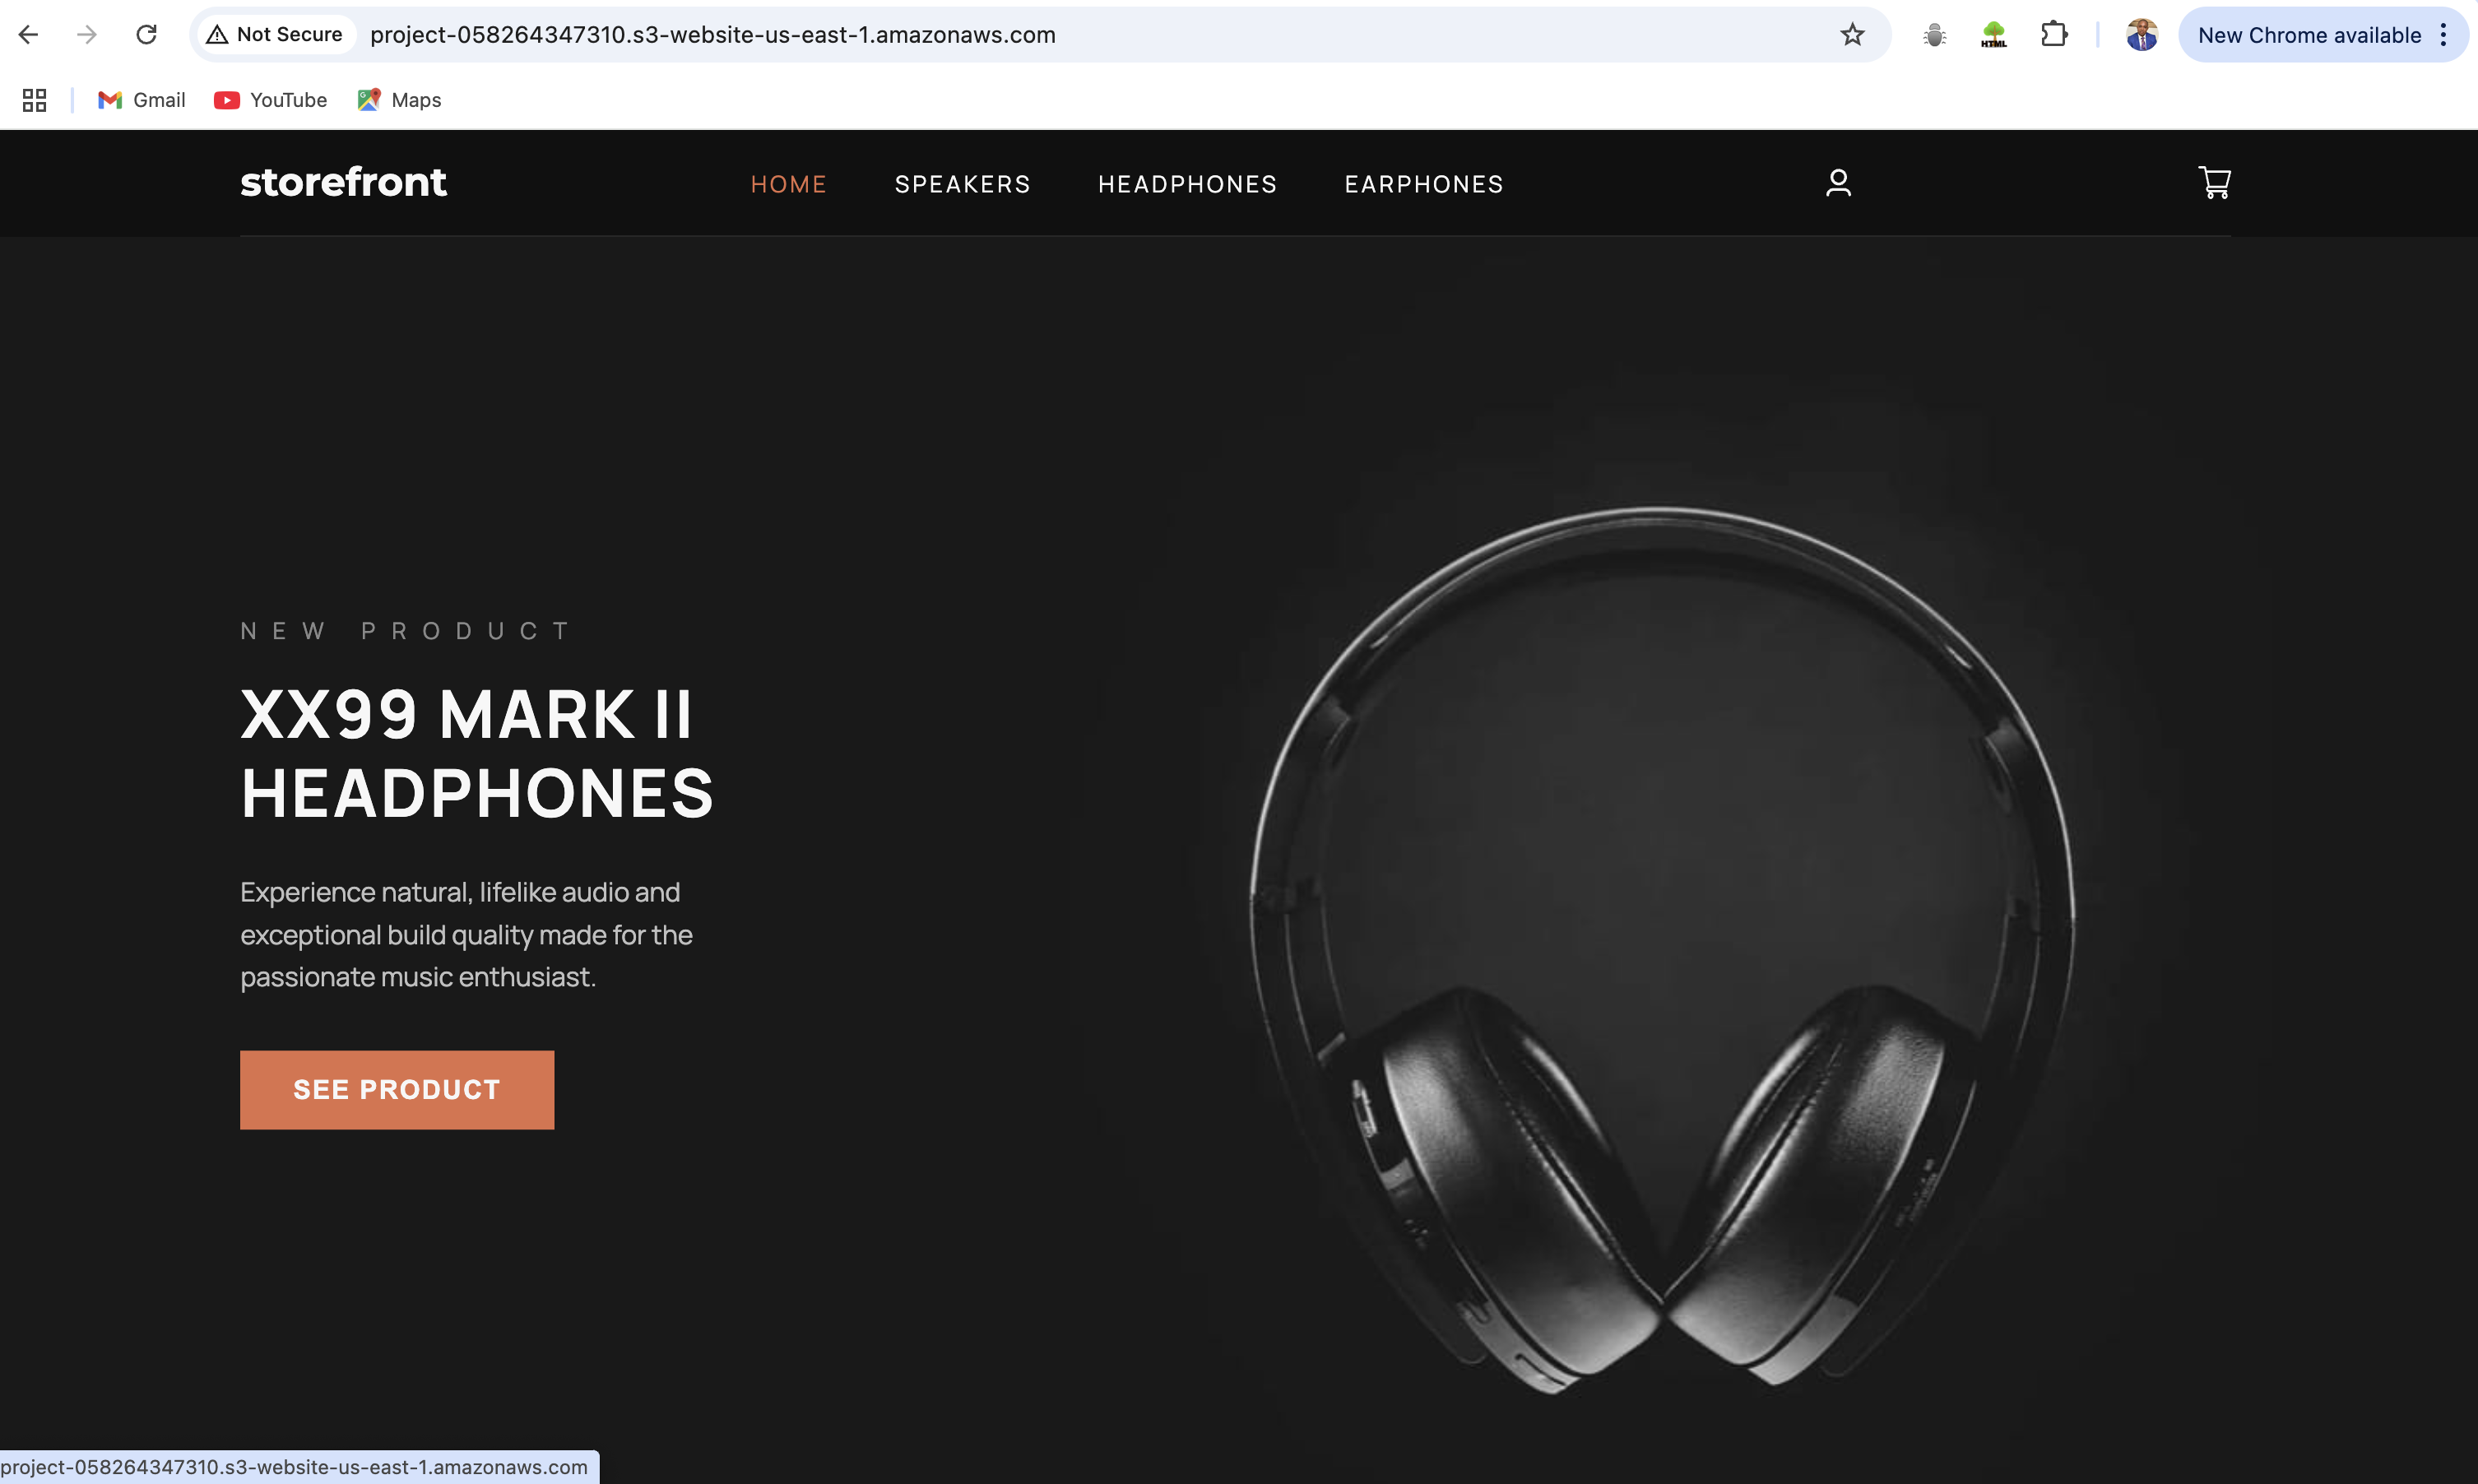 Not Secure project-058264347310.s3-website-us-east-1.amazonaws.com
HTML
New Chrome available
Gmail YouTube Maps
storefront HOME SPEAKERS HEADPHONES EARPHONES
NEW PRODUCT
XX99 MARK II
HEADPHONES
Experience natural, lifelike audio and
exceptional build quality made for the
passionate music enthusiast.
SEE PRODUCT
project-058264347310.s3-website-us-east-1.amazonaws.com